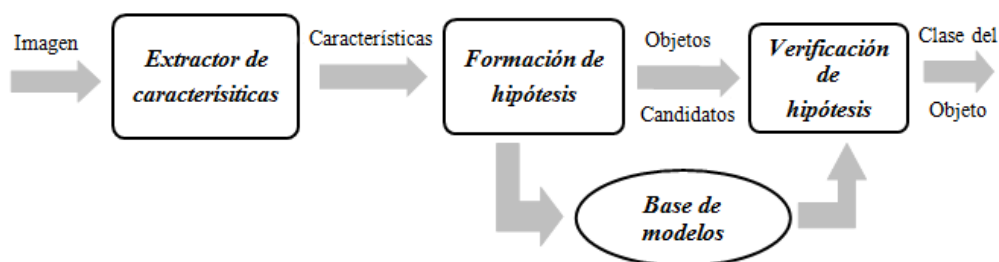 Imagen
Extractor de
caracterísiticas
Características
Formación de
hipótesis
Objetos
Candidatos
Verificación
de
hipótesis
Clase del
Objeto
Base de
modelos